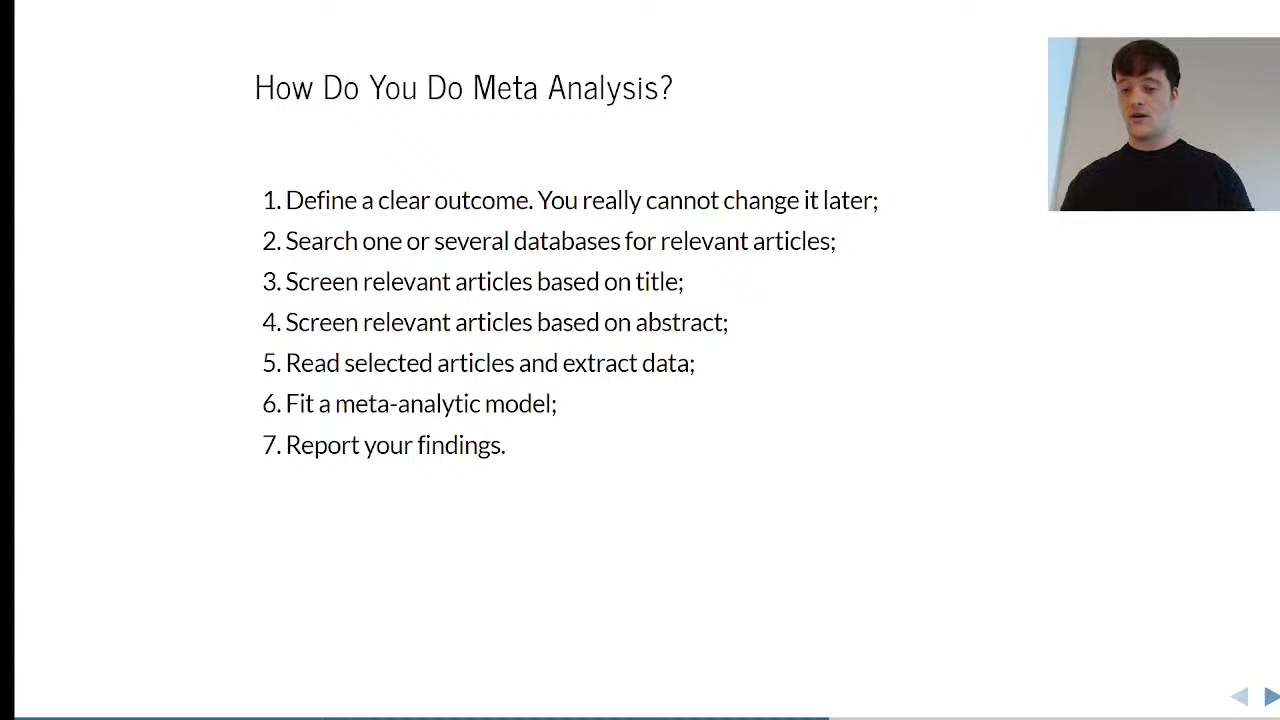 How Do You Do Meta Analysis?
1. Define a clear outcome. You really cannot change it later;
2. Search one or several databases for relevant articles;
3. Screen relevant articles based on title;
4. Screen relevant articles based on abstract;
5. Read selected articles and extract data;
6. Fit a meta-analytic model;
7. Report your findings.